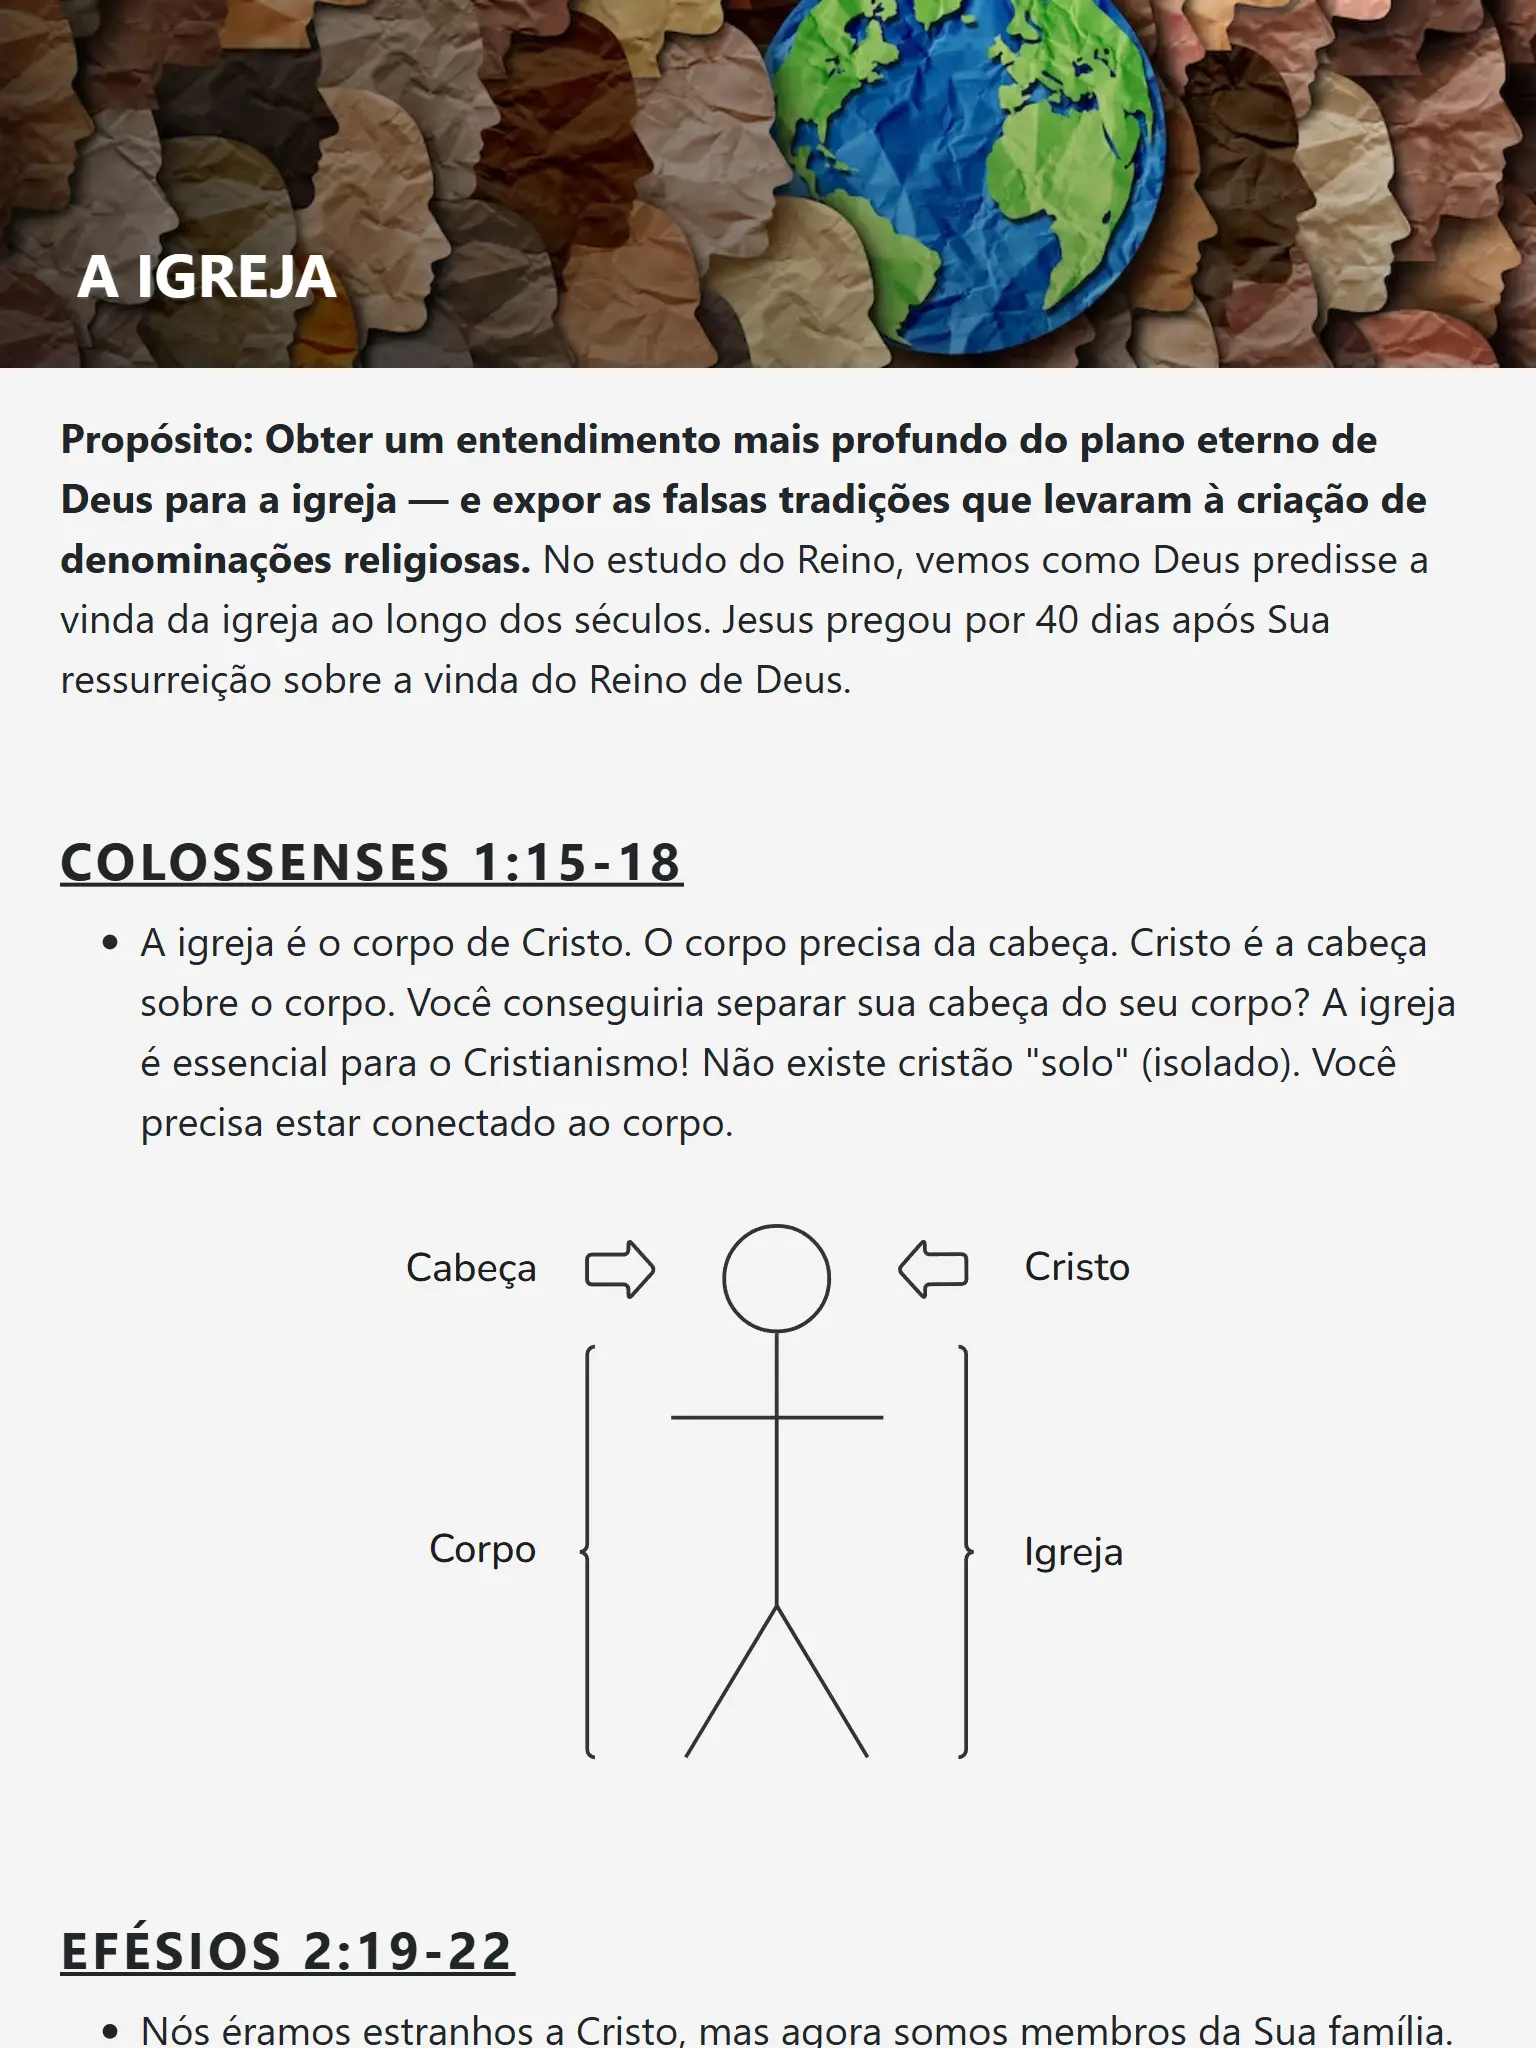 A IGREJA
Propósito: Obter um entendimento mais profundo do plano eterno de
Deus para a igreja — e expor as falsas tradições que levaram à criação de
denominações religiosas. No estudo do Reino, vemos como Deus predisse a
vinda da igreja ao longo dos séculos. Jesus pregou por 40 dias após Sua
ressurreição sobre a vinda do Reino de Deus.
COLOSSENSES 1:15-18
• A igreja é o corpo de Cristo. O corpo precisa da cabeça. Cristo é a cabeça
sobre o corpo. Você conseguiria separar sua cabeça do seu corpo? A igreja
é essencial para o Cristianismo! Não existe cristão "solo" (isolado). Você
precisa estar conectado ao corpo.
Cabeça
Cristo
Corpo
Igreja
EFÉSIOS 2:19-22
• Nós éramos estranhos a Cristo, mas agora somos membros da Sua família.